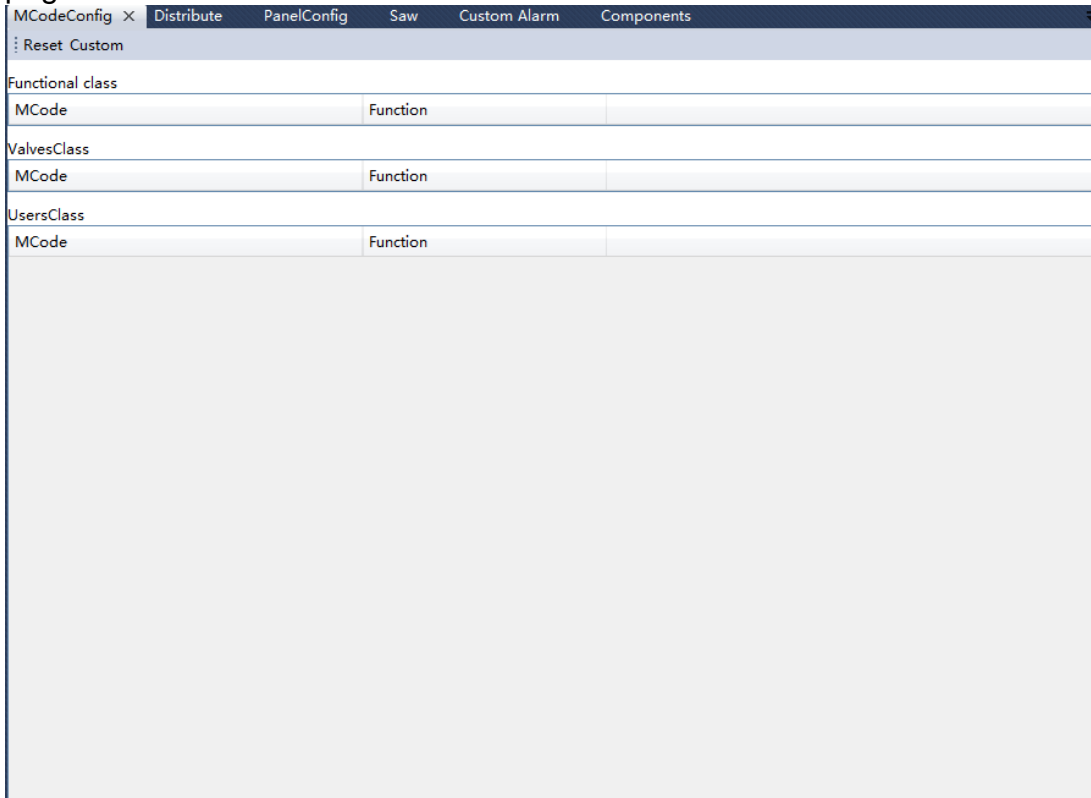 MCodeConfig × Distribute PanelConfig Saw Custom Alarm Components
Reset Custom
Functional class
MCode Function
ValvesClass
MCode Function
UsersClass
MCode Function